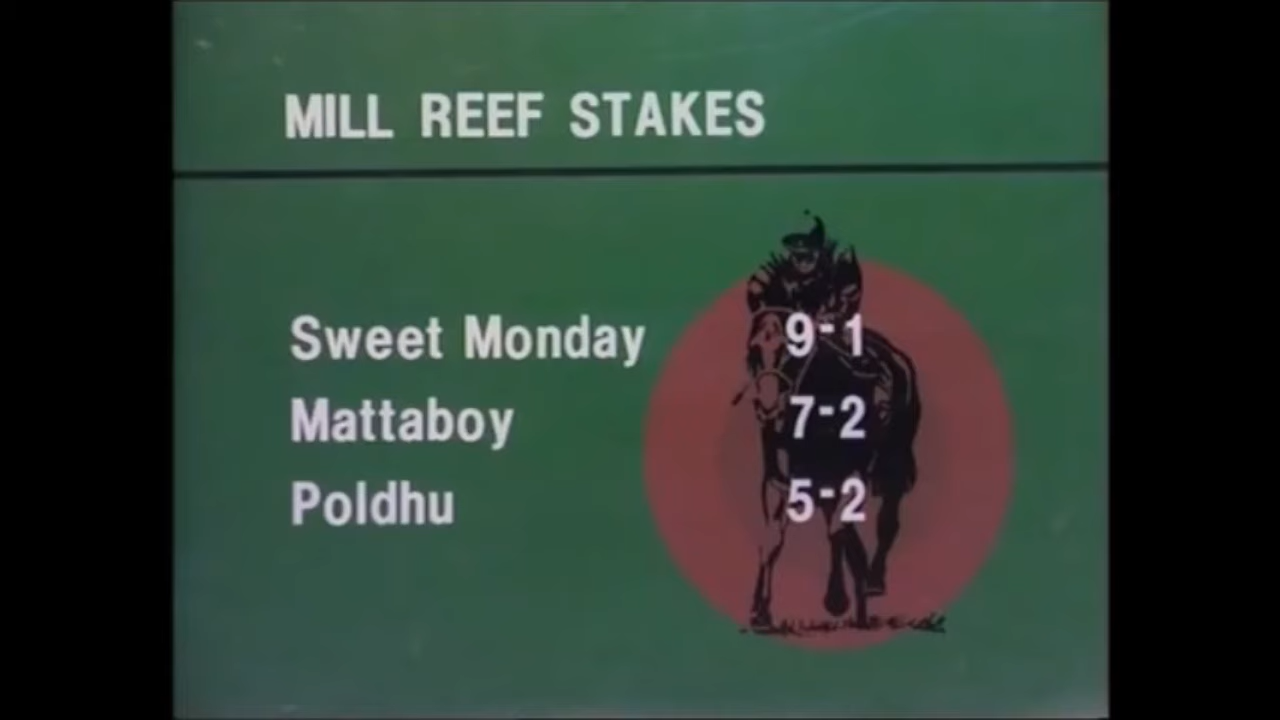 MILL REEF STAKES
Sweet Monday 9-1
Mattaboy 7-2
Poldhu 5-2